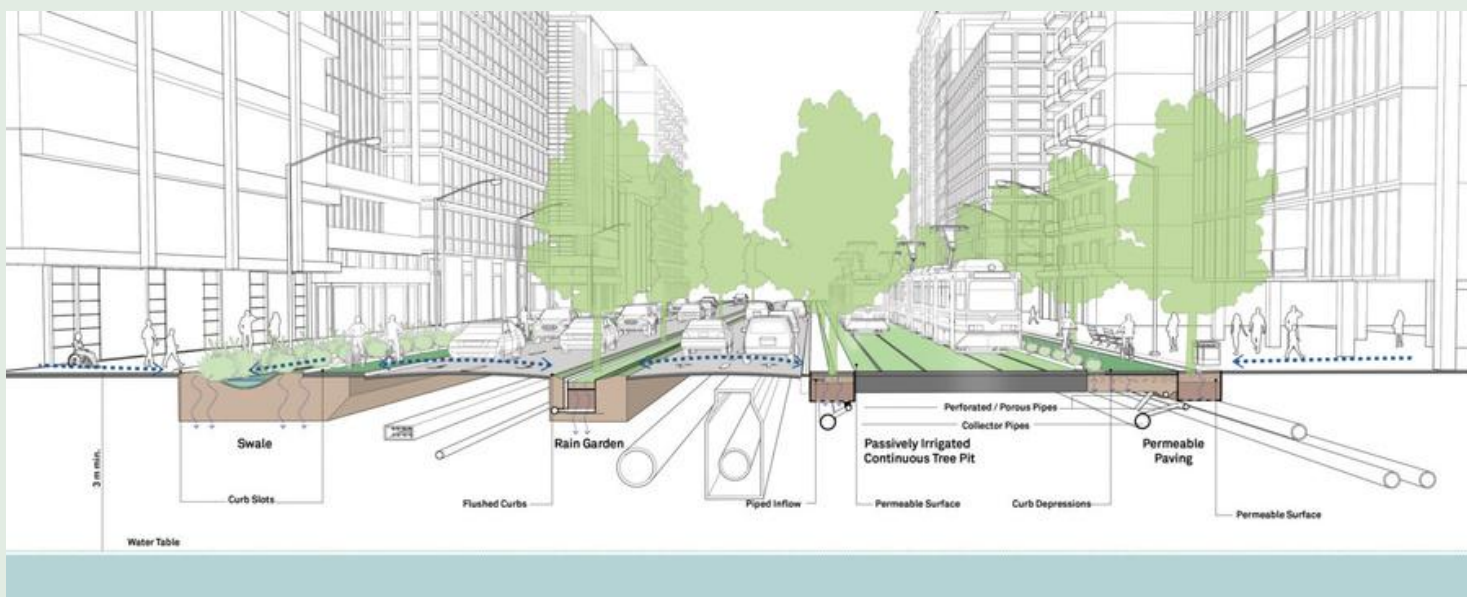 Perforated / Porous Pipes
Collector Pipes
Swale
Rain Garden
Passively Irrigated
Continuous Tree Pit
Permeable
Paving
3 m min.
Curb Slots
Flushed Curbs
Piped Inflow
Permeable Surface
Curb Depressions
Permeable Surface
Water Table